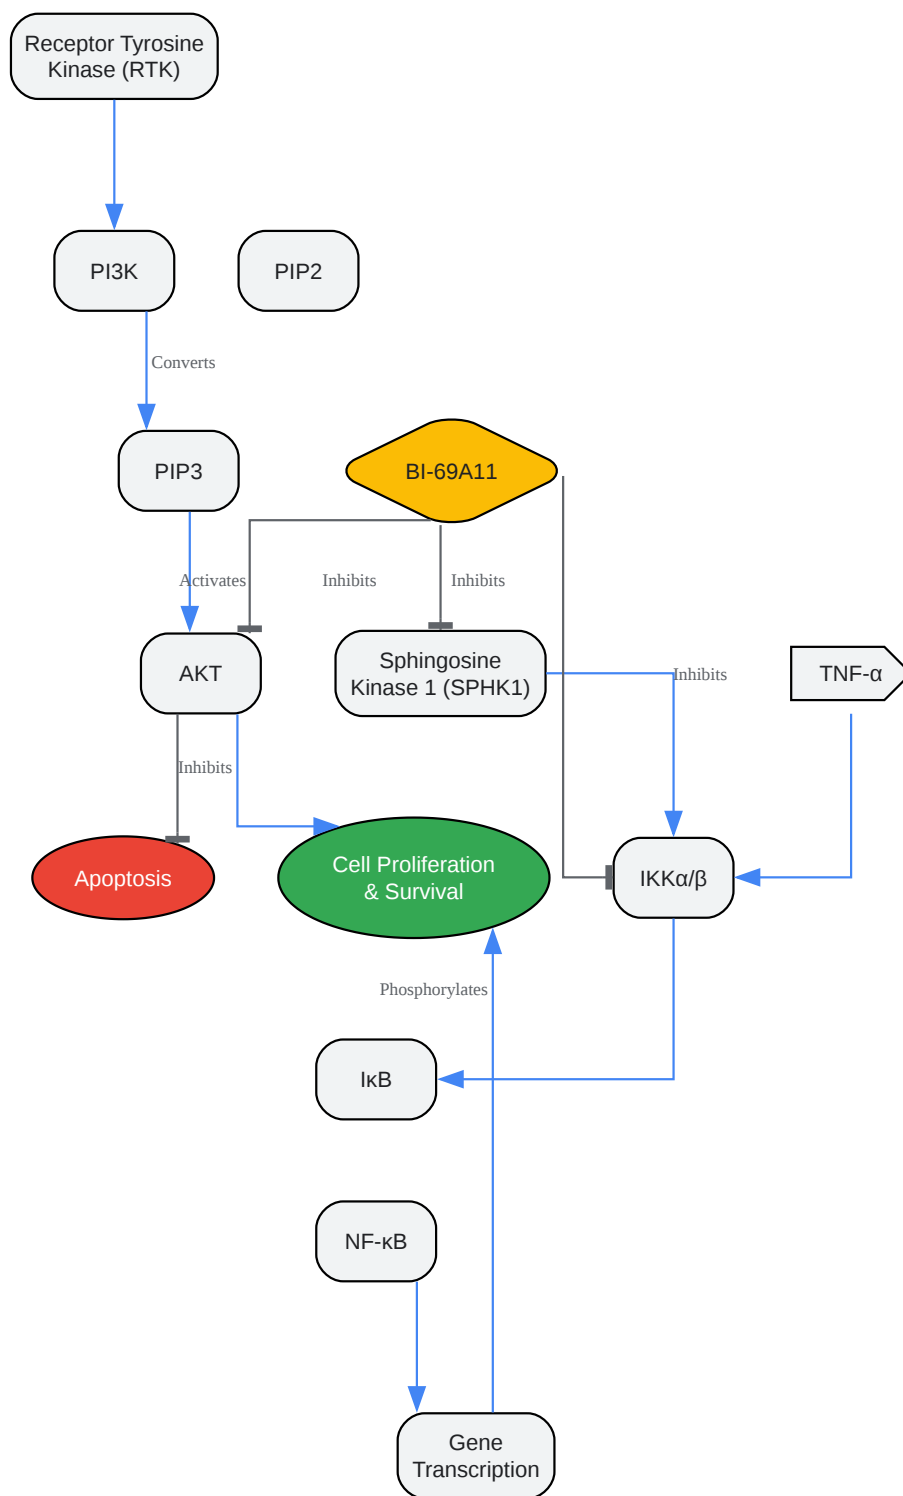 Receptor Tyrosine
Kinase (RTK)
PI3K
PIP2
Converts
PIP3
BI-69A11
Activates
Inhibits
Inhibits
AKT
Sphingosine
Kinase 1 (SPHK1)
Inhibits
TNF-α
Inhibits
Apoptosis
Cell Proliferation
& Survival
IKKα/β
Phosphorylates
IκB
NF-κB
Gene
Transcription